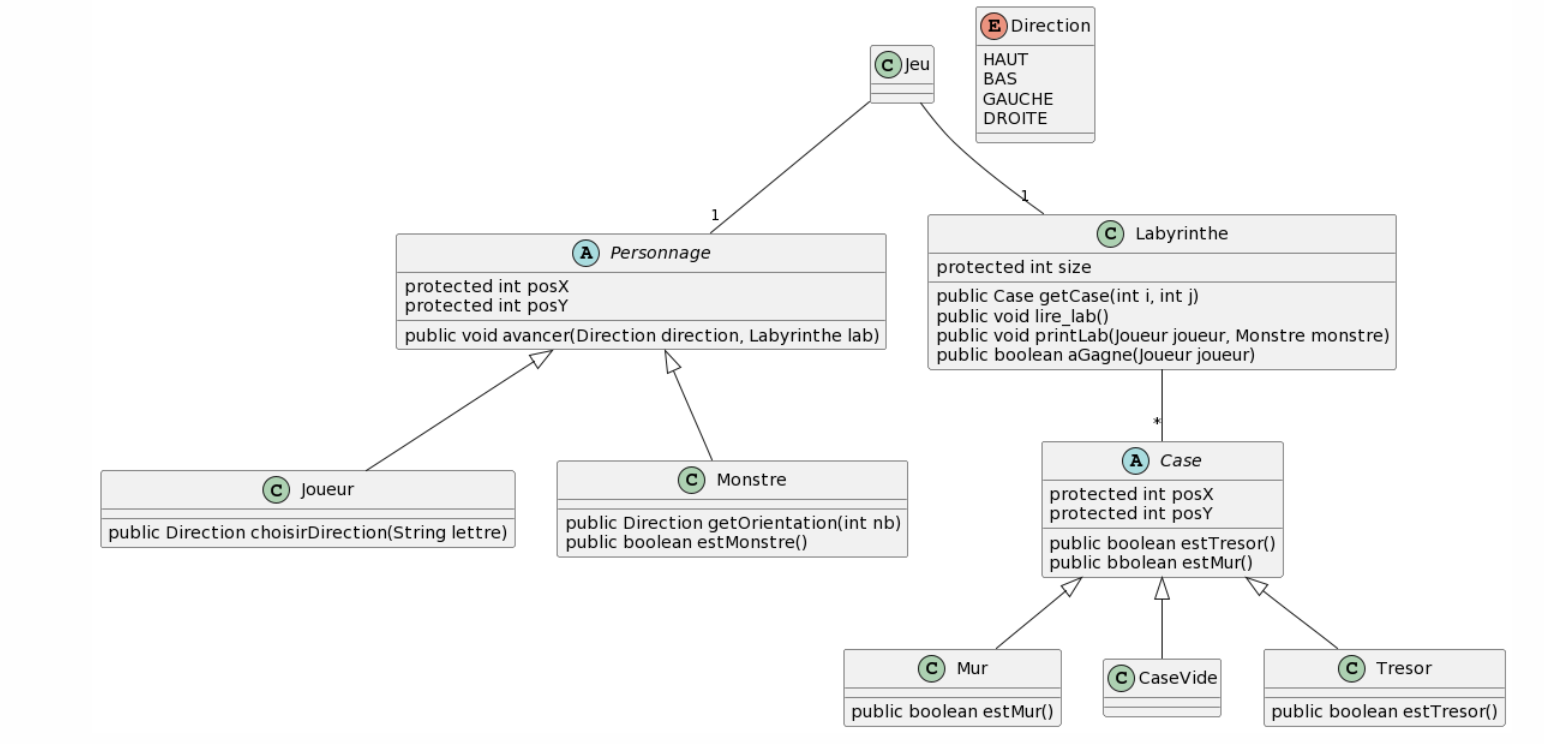 E Direction
HAUT
BAS
GAUCHE
DROITE
C Jeu
1
1
A Personnage
protected int posX
protected int posY
public void avancer(Direction direction, Labyrinthe lab)
C Labyrinthe
protected int size
public Case getCase(int i, int j)
public void lire_lab()
public void printLab(Joueur joueur, Monstre monstre)
public boolean aGagne(Joueur joueur)
*
C Joueur
public Direction choisirDirection(String lettre)
C Monstre
public Direction getOrientation(int nb)
public boolean estMonstre()
A Case
protected int posX
protected int posY
public boolean estTresor()
public bbolean estMur()
C Mur
public boolean estMur()
C CaseVide
C Tresor
public boolean estTresor()